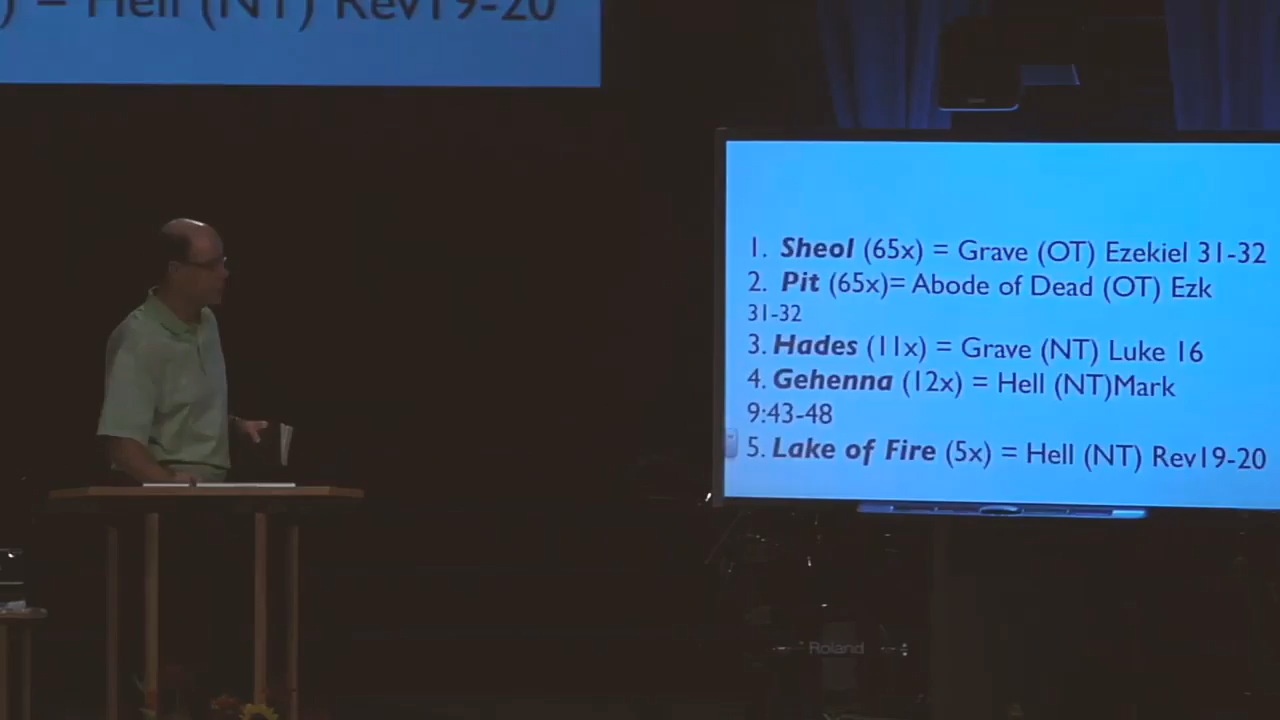 ) = Hell (NT) Rev19-20
1. Sheol (65x) = Grave (OT) Ezekiel 31-32
2. Pit (65x)= Abode of Dead (OT) Ezk
31-32
3. Hades (11x) = Grave (NT) Luke 16
4. Gehenna (12x) = Hell (NT)Mark
9:43-48
5. Lake of Fire (5x) = Hell (NT) Rev19-20
Roland